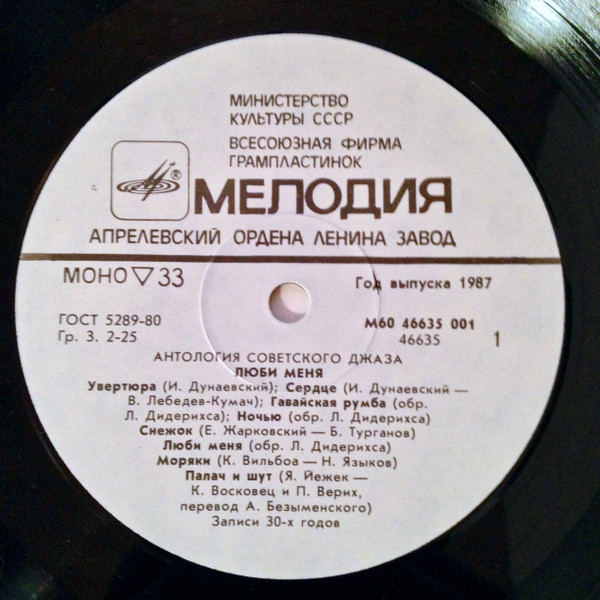 МИНИСТЕРСТВО
КУЛЬТУРЫ СССР
ВСЕСОЮЗНАЯ ФИРМА
ГРАМПЛАСТИНОК
®
МЕЛОДИЯ
АПРЕЛЕВСКИЙ ОРДЕНА ЛЕНИНА ЗАВОД
МОНО ▽ 33
Год выпуска 1987
ГОСТ 5289-80
М60 46635 001
Гр. 3. 2-25
46635
1
АНТОЛОГИЯ СОВЕТСКОГО ДЖАЗА
ЛЮБИ МЕНЯ
Увертюра (И. Дунаевский); Сердце (И. Дунаевский —
В. Лебедев-Кумач); Гавайская румба (обр.
Л. Дидерихса); Ночью (обр. Л. Дидерихса)
Снежок (Е. Жарковский — Б. Турганов)
Люби меня (обр. Л. Дидерихса)
Моряки (К. Вильбоа — Н. Языков)
Палач и шут (Я. Йежек —
К. Восковец и П. Верих,
перевод А. Безыменского)
Записи 30-х годов